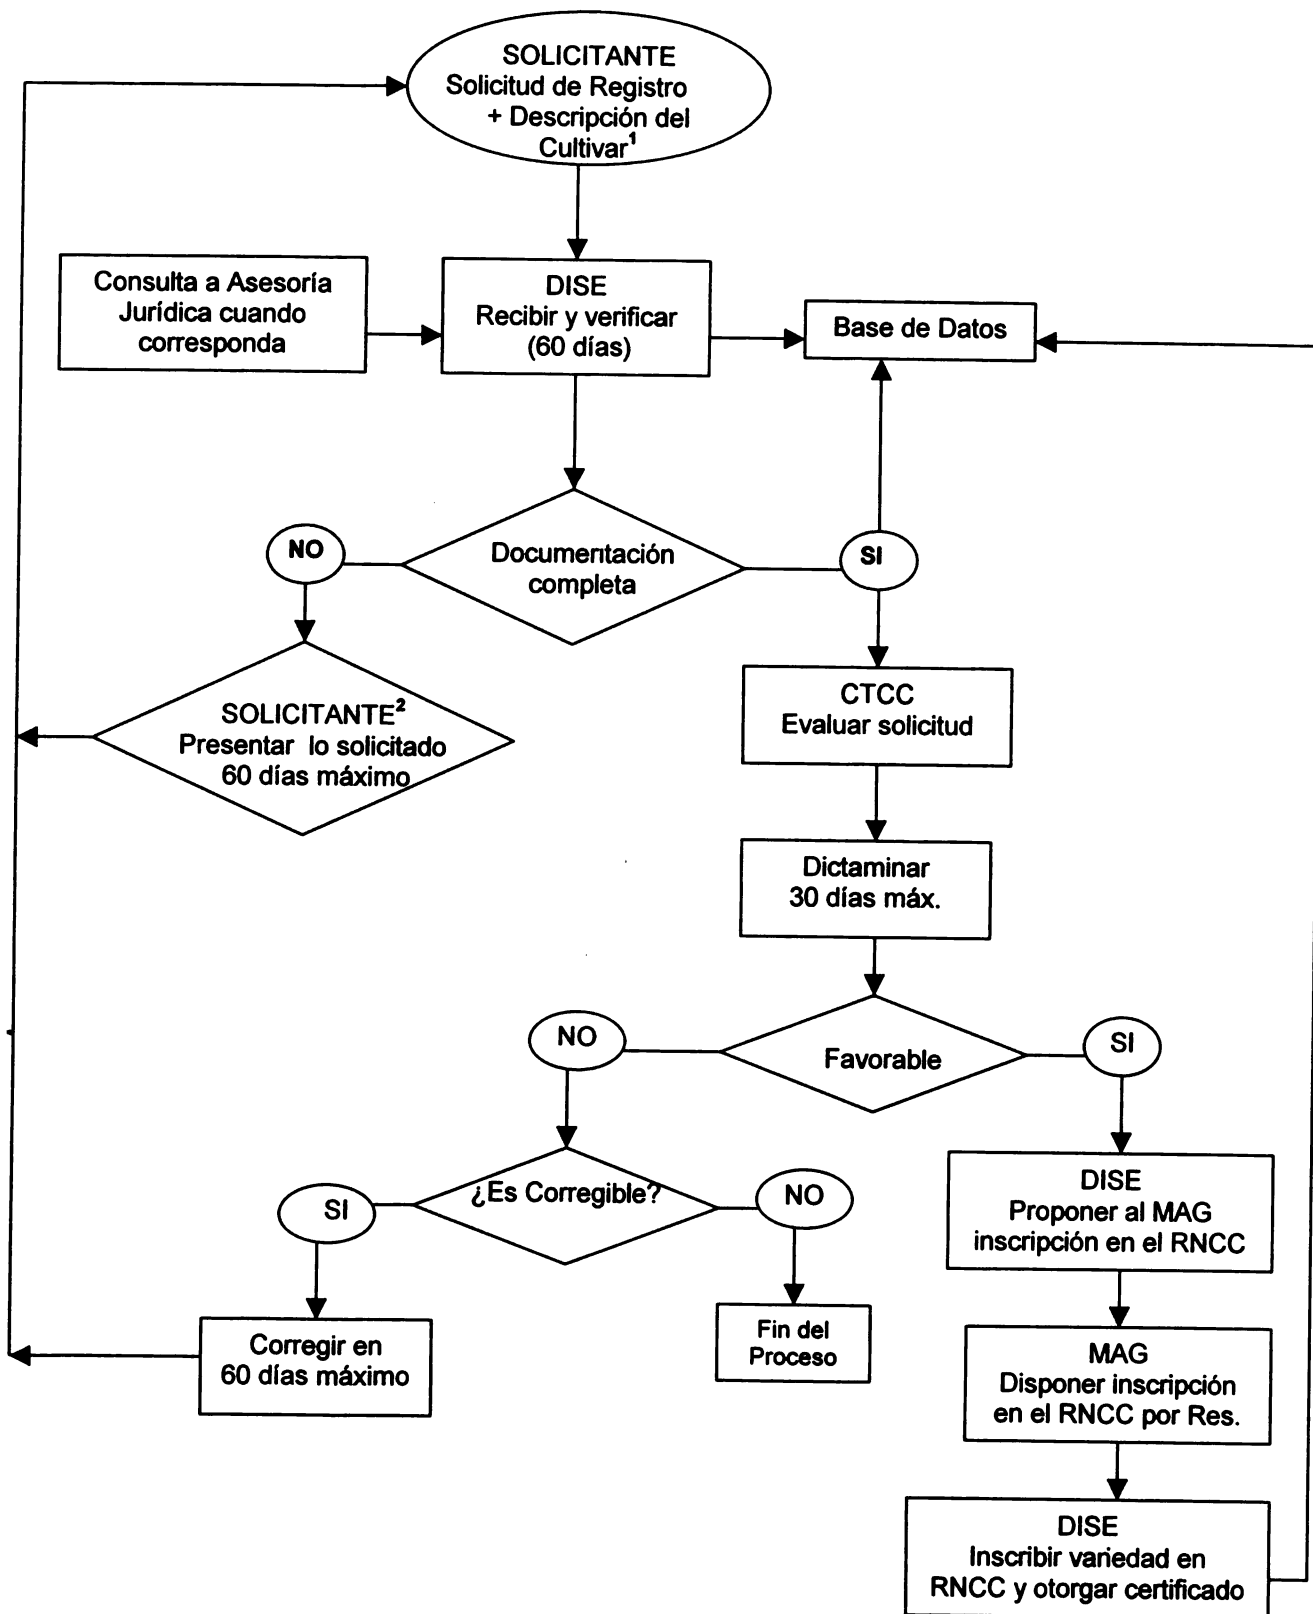 SOLICITANTE
Solicitud de Registro
+ Descripción del
Cultivar¹
Consulta a Asesoría
Jurídica cuando
corresponda
DISE
Recibir y verificar
(60 días)
Base de Datos
NO
Documentación
completa
SI
SOLICITANTE²
Presentar lo solicitado
60 días máximo
CTCC
Evaluar solicitud
Dictaminar
30 días máx.
NO
Favorable
SI
SI
¿Es Corregible?
NO
DISE
Proponer al MAG
inscripción en el RNCC
Corregir en
60 días máximo
Fin del
Proceso
MAG
Disponer inscripción
en el RNCC por Res.
DISE
Inscribir variedad en
RNCC y otorgar certificado